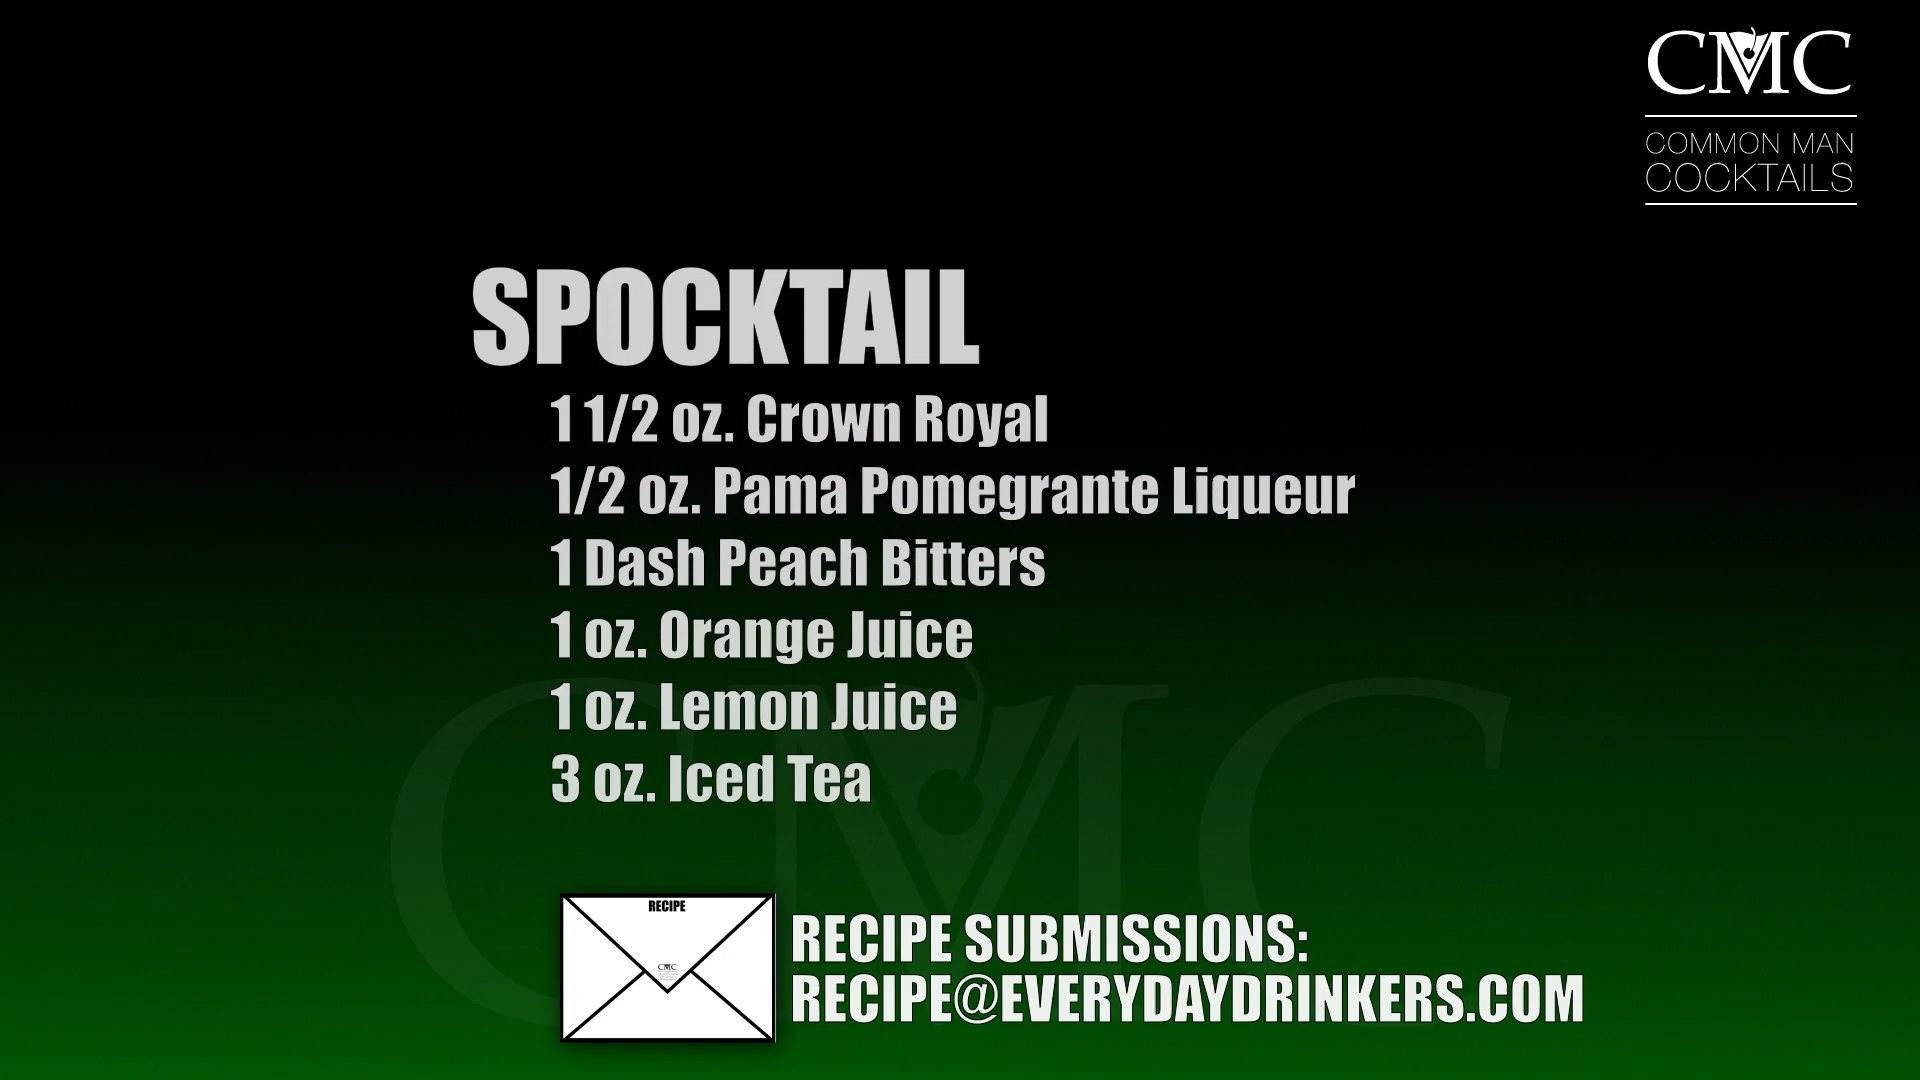 CMC
COMMON MAN
COCKTAILS
SPOCKTAIL
1 1/2 oz. Crown Royal
1/2 oz. Pama Pomegrante Liqueur
1 Dash Peach Bitters
1 oz. Orange Juice
1 oz. Lemon Juice
3 oz. Iced Tea
CMC
RECIPE
CMC
RECIPE SUBMISSIONS:
RECIPE@EVERYDAYDRINKERS.COM